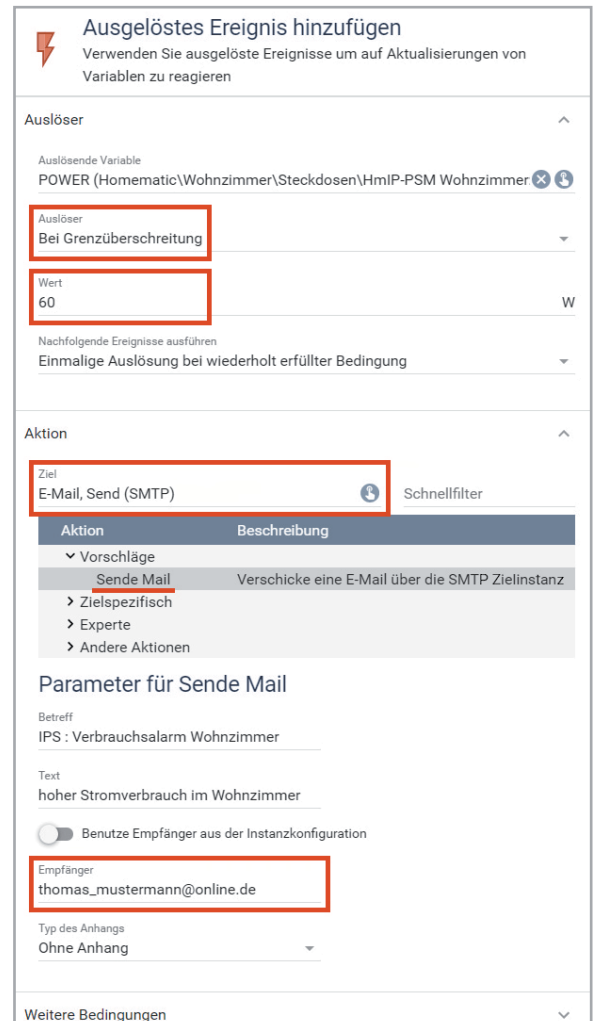 Ausgelöstes Ereignis hinzufügen
Verwenden Sie ausgelöste Ereignisse um auf Aktualisierungen von
Variablen zu reagieren
Auslöser
Auslösende Variable
POWER (Homematic\Wohnzimmer\Steckdosen\HmIP-PSM Wohnzimmer
Auslöser
Bei Grenzüberschreitung
Wert
60 W
Nachfolgende Ereignisse ausführen
Einmalige Auslösung bei wiederholt erfüllter Bedingung
Aktion
Ziel
E-Mail, Send (SMTP) Schnellfilter
Aktion Beschreibung
Vorschläge
Sende Mail Verschicke eine E-Mail über die SMTP Zielinstanz
Zielspezifisch
Experte
Andere Aktionen
Parameter für Sende Mail
Betreff
IPS : Verbrauchsalarm Wohnzimmer
Text
hoher Stromverbrauch im Wohnzimmer
Benutze Empfänger aus der Instanzkonfiguration
Empfänger
thomas_mustermann@online.de
Typ des Anhangs
Ohne Anhang
Weitere Bedingungen